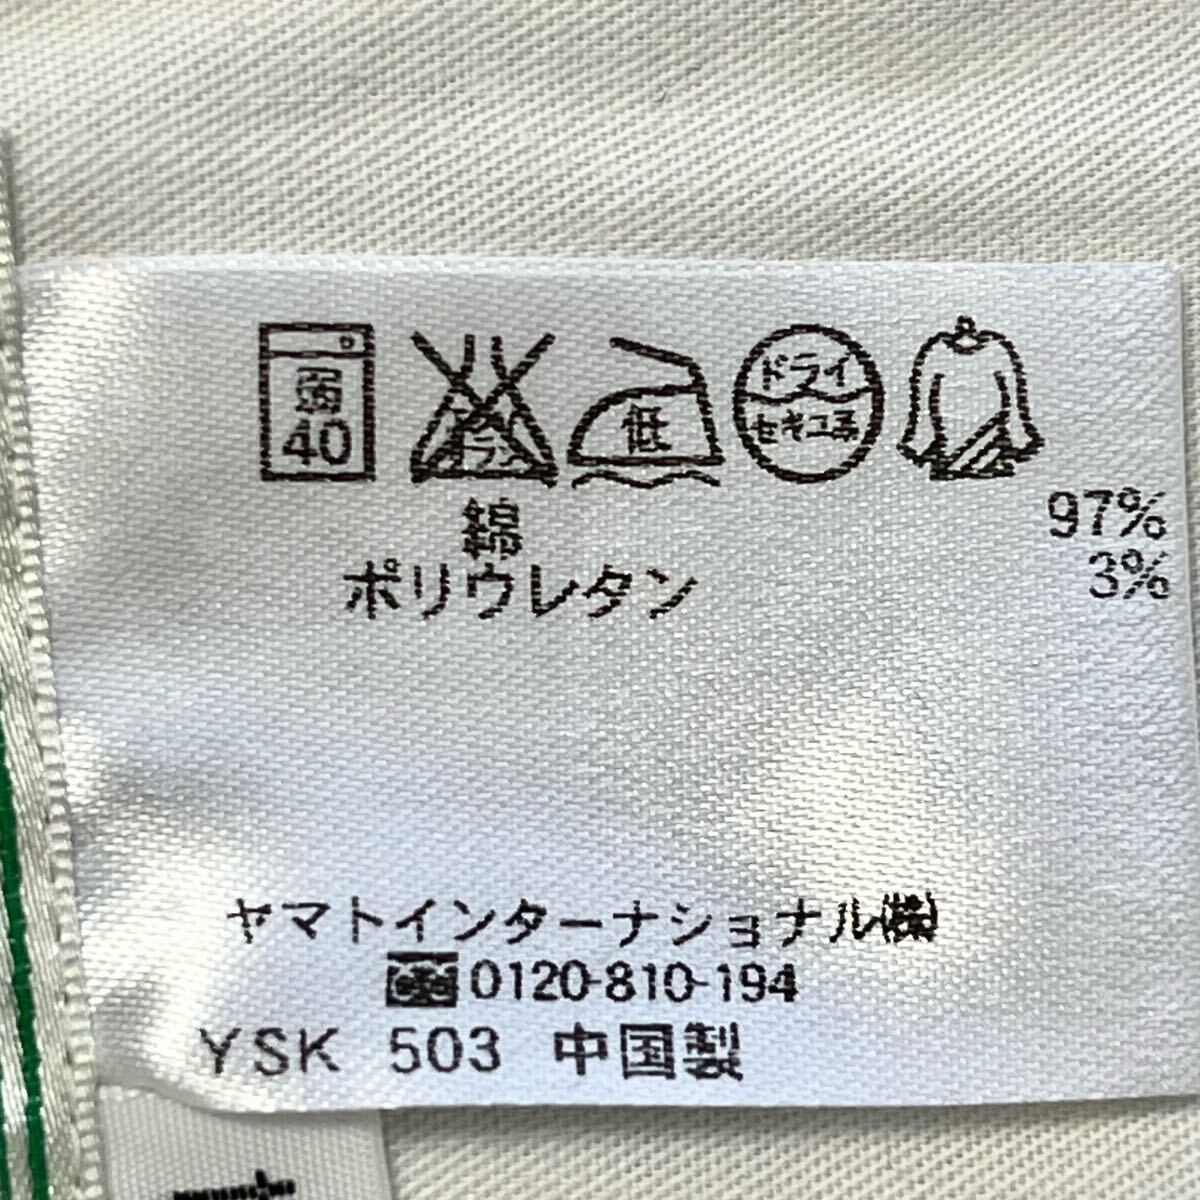 弱 40 エンソ サラシ 低 ドライ セキユ系
綿 97%
ポリウレタン 3%
ヤマトインターナショナル㈱
0120-810-194
YSK 503 中国製